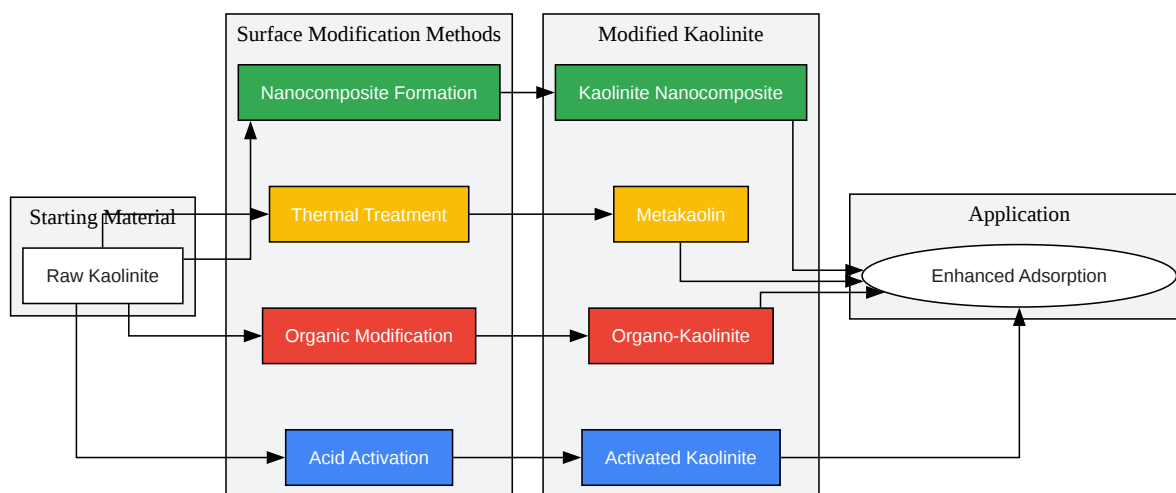 Surface Modification Methods
Modified Kaolinite
Nanocomposite Formation
Kaolinite Nanocomposite
Starting Material
Thermal Treatment
Metakaolin
Application
Raw Kaolinite
Enhanced Adsorption
Organic Modification
Organo-Kaolinite
Acid Activation
Activated Kaolinite